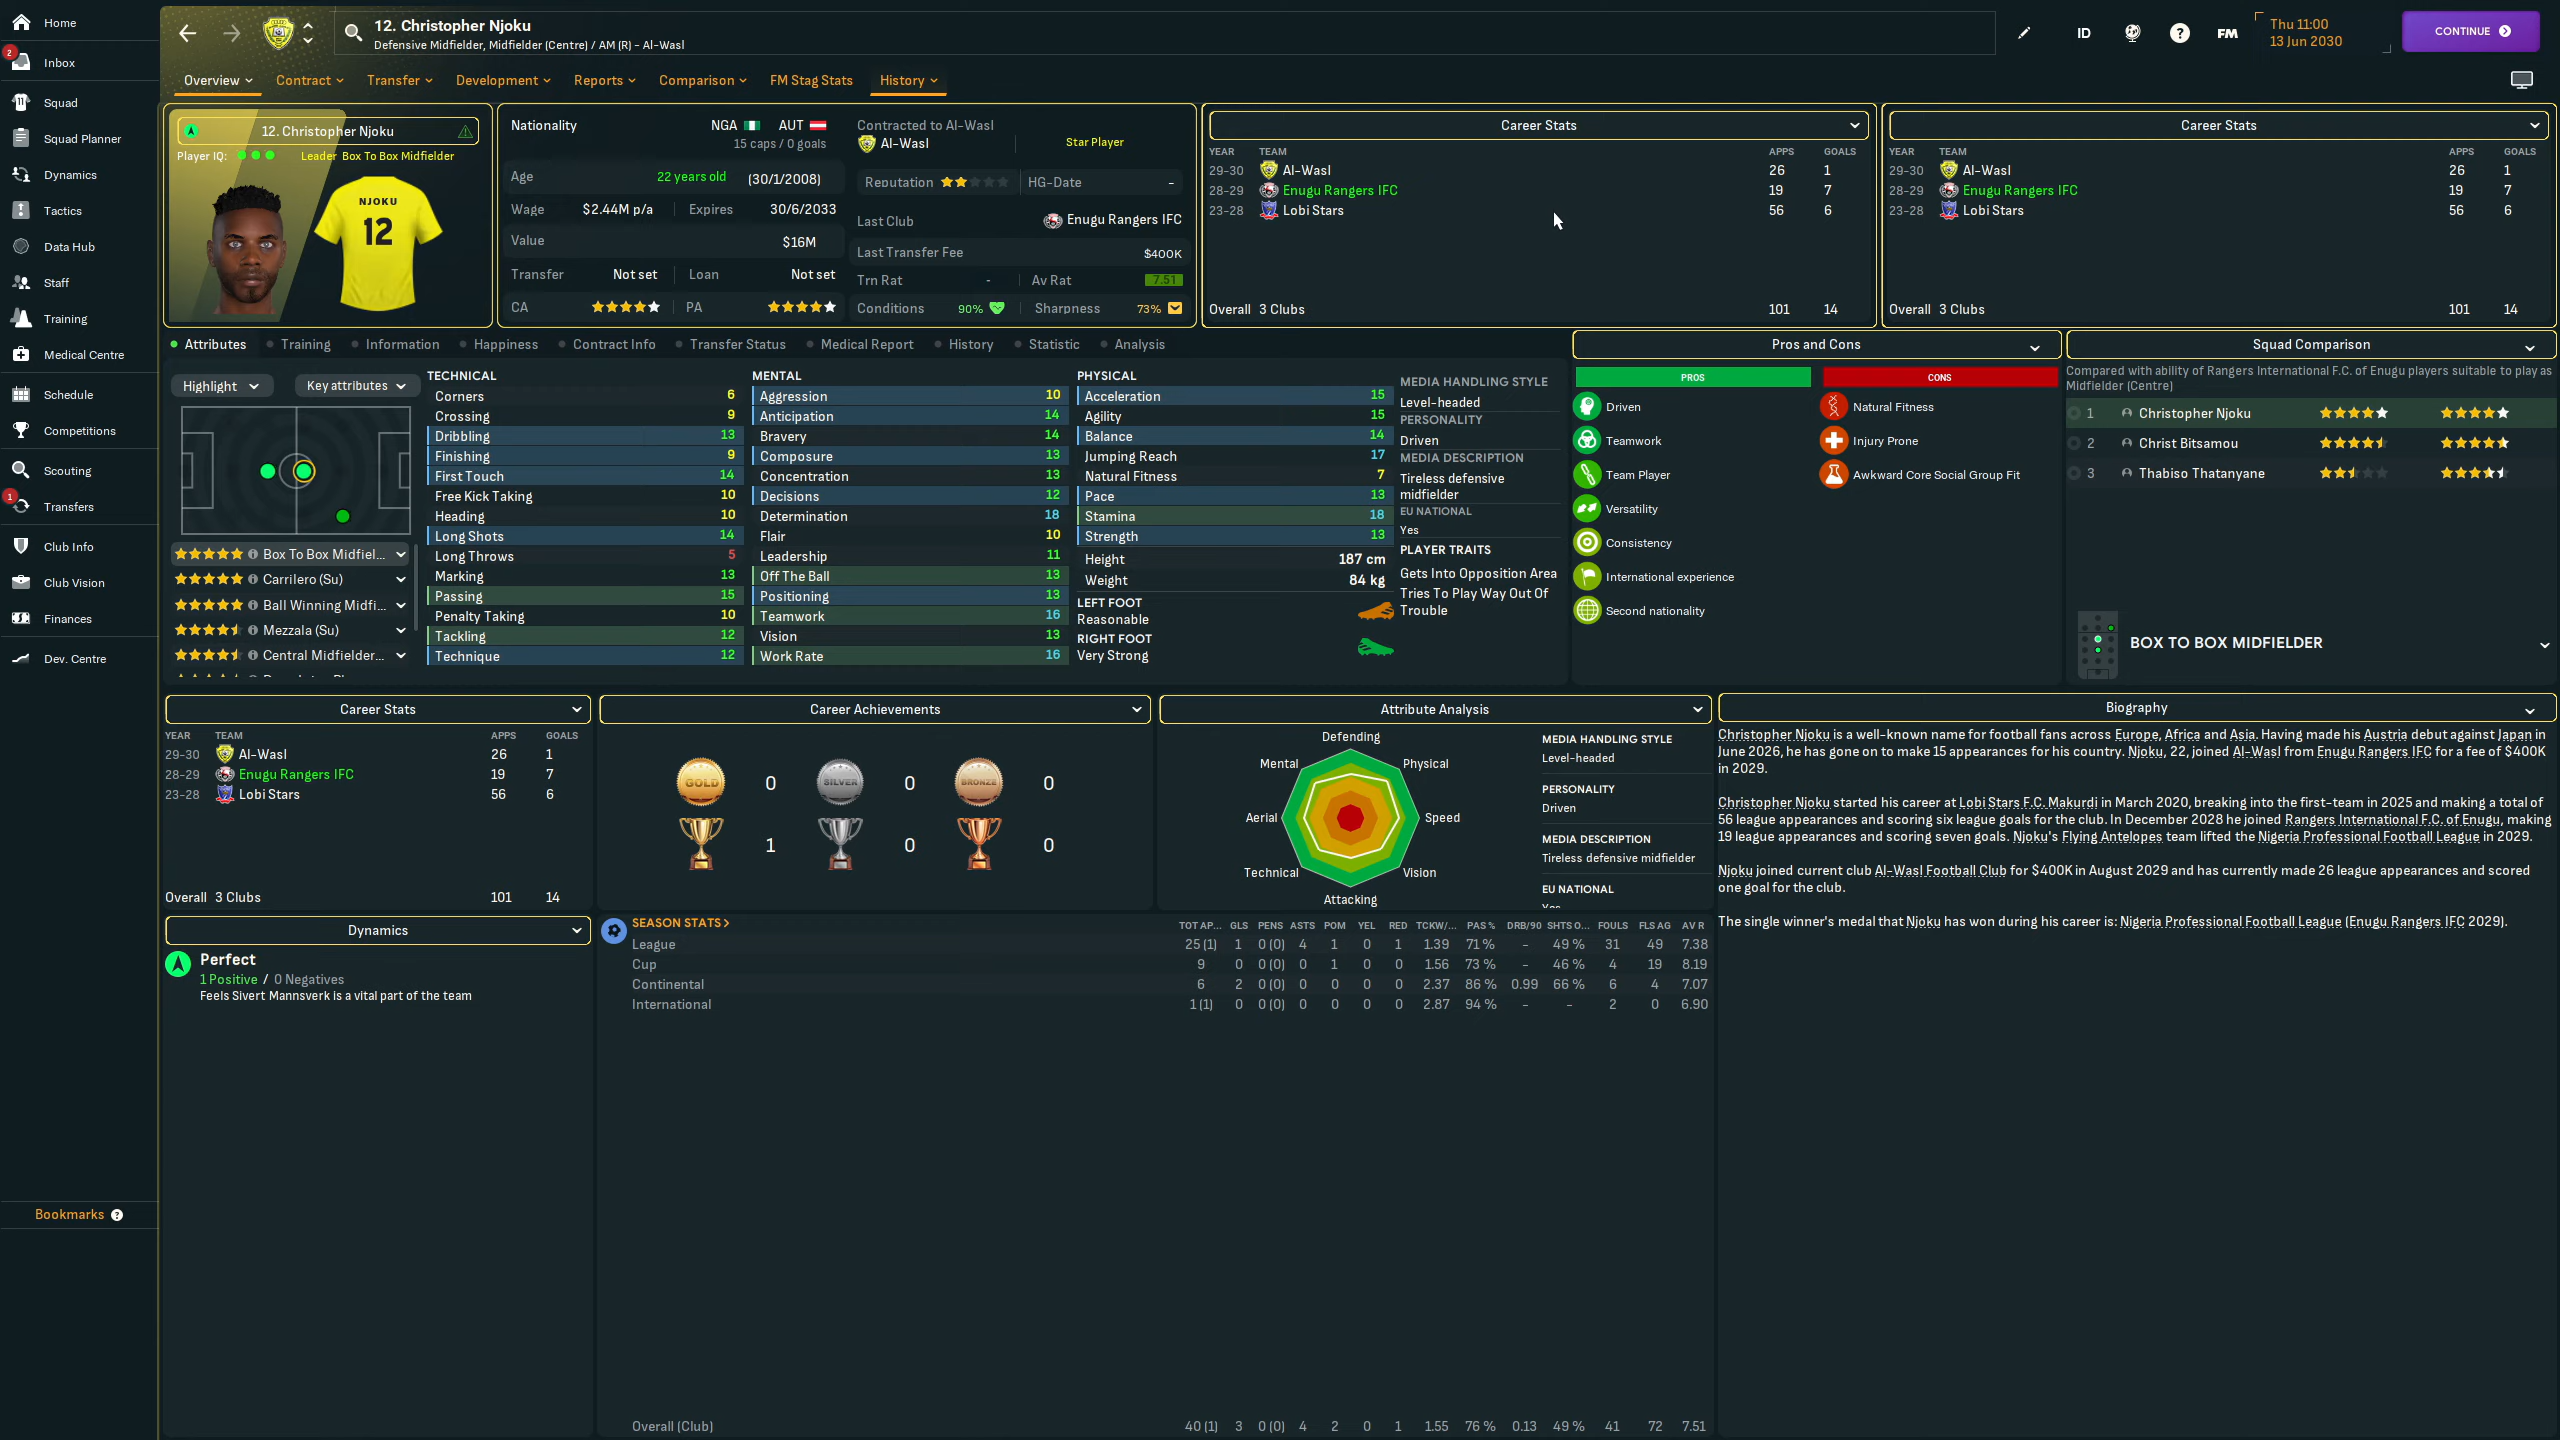 Home
2
Inbox
Squad
Squad Planner
Dynamics
Tactics
Data Hub
Staff
Training
Medical Centre
Schedule
Competitions
Scouting
1
Transfers
Club Info
Club Vision
Finances
Dev. Centre
Bookmarks ?
12. Christopher Njoku
Defensive Midfielder, Midfielder (Centre) / AM (R) - Al-Wasl
ID
?
FM
Thu 11:00
13 Jun 2030
CONTINUE
Overview Contract Transfer Development Reports Comparison FM Stag Stats History
12. Christopher Njoku
Player IQ: Leader Box To Box Midfielder
NJOKU
12
Nationality NGA AUT
15 caps / 0 goals
Age 22 years old (30/1/2008)
Wage $2.44M p/a Expires 30/6/2033
Value $16M
Transfer Not set Loan Not set
CA PA
Contracted to Al-Wasl
Al-Wasl Star Player
Reputation HG-Date -
Last Club Enugu Rangers IFC
Last Transfer Fee $400K
Trn Rat - Av Rat 7.51
Conditions 90% Sharpness 73%
Career Stats
YEAR TEAM APPS GOALS
29-30 Al-Wasl 26 1
28-29 Enugu Rangers IFC 19 7
23-28 Lobi Stars 56 6
Overall 3 Clubs 101 14
Career Stats
YEAR TEAM APPS GOALS
29-30 Al-Wasl 26 1
28-29 Enugu Rangers IFC 19 7
23-28 Lobi Stars 56 6
Overall 3 Clubs 101 14
Attributes Training Information Happiness Contract Info Transfer Status Medical Report History Statistic Analysis
Highlight Key attributes
Box To Box Midfiel...
Carrilero (Su)
Ball Winning Midfi...
Mezzala (Su)
Central Midfielder...
TECHNICAL
Corners 6
Crossing 9
Dribbling 13
Finishing 9
First Touch 14
Free Kick Taking 10
Heading 10
Long Shots 14
Long Throws 5
Marking 13
Passing 15
Penalty Taking 10
Tackling 12
Technique 12
MENTAL
Aggression 10
Anticipation 14
Bravery 14
Composure 13
Concentration 13
Decisions 12
Determination 18
Flair 10
Leadership 11
Off The Ball 13
Positioning 13
Teamwork 16
Vision 13
Work Rate 16
PHYSICAL
Acceleration 15
Agility 15
Balance 14
Jumping Reach 17
Natural Fitness 7
Pace 13
Stamina 18
Strength 13
Height 187 cm
Weight 84 kg
LEFT FOOT
Reasonable
RIGHT FOOT
Very Strong
MEDIA HANDLING STYLE
Level-headed
PERSONALITY
Driven
MEDIA DESCRIPTION
Tireless defensive
midfielder
EU NATIONAL
Yes
PLAYER TRAITS
Gets Into Opposition Area
Tries To Play Way Out Of
Trouble
Pros and Cons
PROS
Driven
Teamwork
Team Player
Versatility
Consistency
International experience
Second nationality
CONS
Natural Fitness
Injury Prone
Awkward Core Social Group Fit
Squad Comparison
Compared with ability of Rangers International F.C. of Enugu players suitable to play as
Midfielder (Centre)
1 Christopher Njoku
2 Christ Bitsamou
3 Thabiso Thatanyane
BOX TO BOX MIDFIELDER
Career Stats
YEAR TEAM APPS GOALS
29-30 Al-Wasl 26 1
28-29 Enugu Rangers IFC 19 7
23-28 Lobi Stars 56 6
Overall 3 Clubs 101 14
Career Achievements
GOLD 0 SILVER 0 BRONZE 0
1 0 0
Attribute Analysis
Defending
Mental Physical
Aerial Speed
Technical Vision
Attacking
MEDIA HANDLING STYLE
Level-headed
PERSONALITY
Driven
MEDIA DESCRIPTION
Tireless defensive midfielder
EU NATIONAL
Yes
Biography
Christopher Njoku is a well-known name for football fans across Europe, Africa and Asia. Having made his Austria debut against Japan in
June 2026, he has gone on to make 15 appearances for his country. Njoku, 22, joined Al-Wasl from Enugu Rangers IFC for a fee of $400K
in 2029.
Christopher Njoku started his career at Lobi Stars F.C. Makurdi in March 2020, breaking into the first-team in 2025 and making a total of
56 league appearances and scoring six league goals for the club. In December 2028 he joined Rangers International F.C. of Enugu, making
19 league appearances and scoring seven goals. Njoku's Flying Antelopes team lifted the Nigeria Professional Football League in 2029.
Njoku joined current club Al-Wasl Football Club for $400K in August 2029 and has currently made 26 league appearances and scored
one goal for the club.
The single winner's medal that Njoku has won during his career is: Nigeria Professional Football League (Enugu Rangers IFC 2029).
Dynamics
Perfect
1 Positive / 0 Negatives
Feels Sivert Mannsverk is a vital part of the team
SEASON STATS > TOT AP... GLS PENS ASTS POM YEL RED TCKW/... PAS % DRB/90 SHTS O... FOULS FLS AG AV R
League 25 (1) 1 0 (0) 4 1 0 1 1.39 71 % - 49 % 31 49 7.38
Cup 9 0 0 (0) 0 1 0 0 1.56 73 % - 46 % 4 19 8.19
Continental 6 2 0 (0) 0 0 0 0 2.37 86 % 0.99 66 % 6 4 7.07
International 1 (1) 0 0 (0) 0 0 0 0 2.87 94 % - - 2 0 6.90
Overall (Club) 40 (1) 3 0 (0) 4 2 0 1 1.55 76 % 0.13 49 % 41 72 7.51